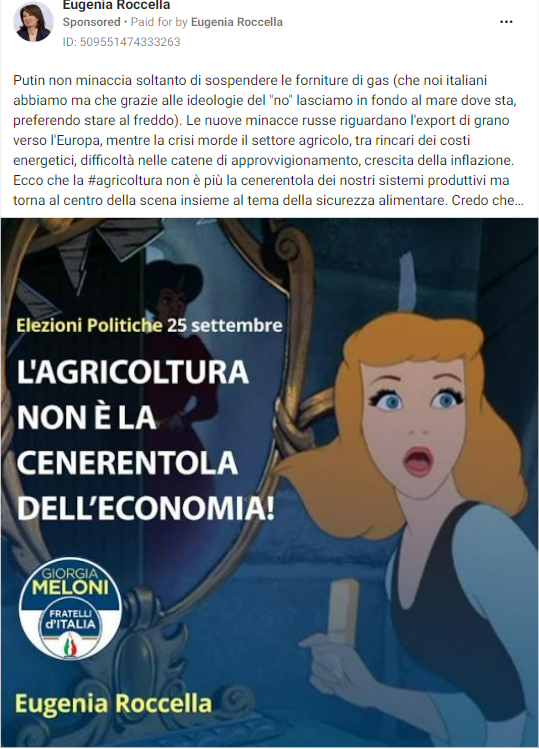 Eugenia Roccella
Sponsored • Paid for by Eugenia Roccella
ID: 509551474333263
Putin non minaccia soltanto di sospendere le forniture di gas (che noi italiani
abbiamo ma che grazie alle ideologie del "no" lasciamo in fondo al mare dove sta,
preferendo stare al freddo). Le nuove minacce russe riguardano l'export di grano
verso l'Europa, mentre la crisi morde il settore agricolo, tra rincari dei costi
energetici, difficoltà nelle catene di approvvigionamento, crescita della inflazione.
Ecco che la #agricoltura non è più la cenerentola dei nostri sistemi produttivi ma
torna al centro della scena insieme al tema della sicurezza alimentare. Credo che...
Elezioni Politiche 25 settembre
L'AGRICOLTURA
NON È LA
CENERENTOLA
DELL'ECONOMIA!
GIORGIA
MELONI
FRATELLI
d'ITALIA
Eugenia Roccella